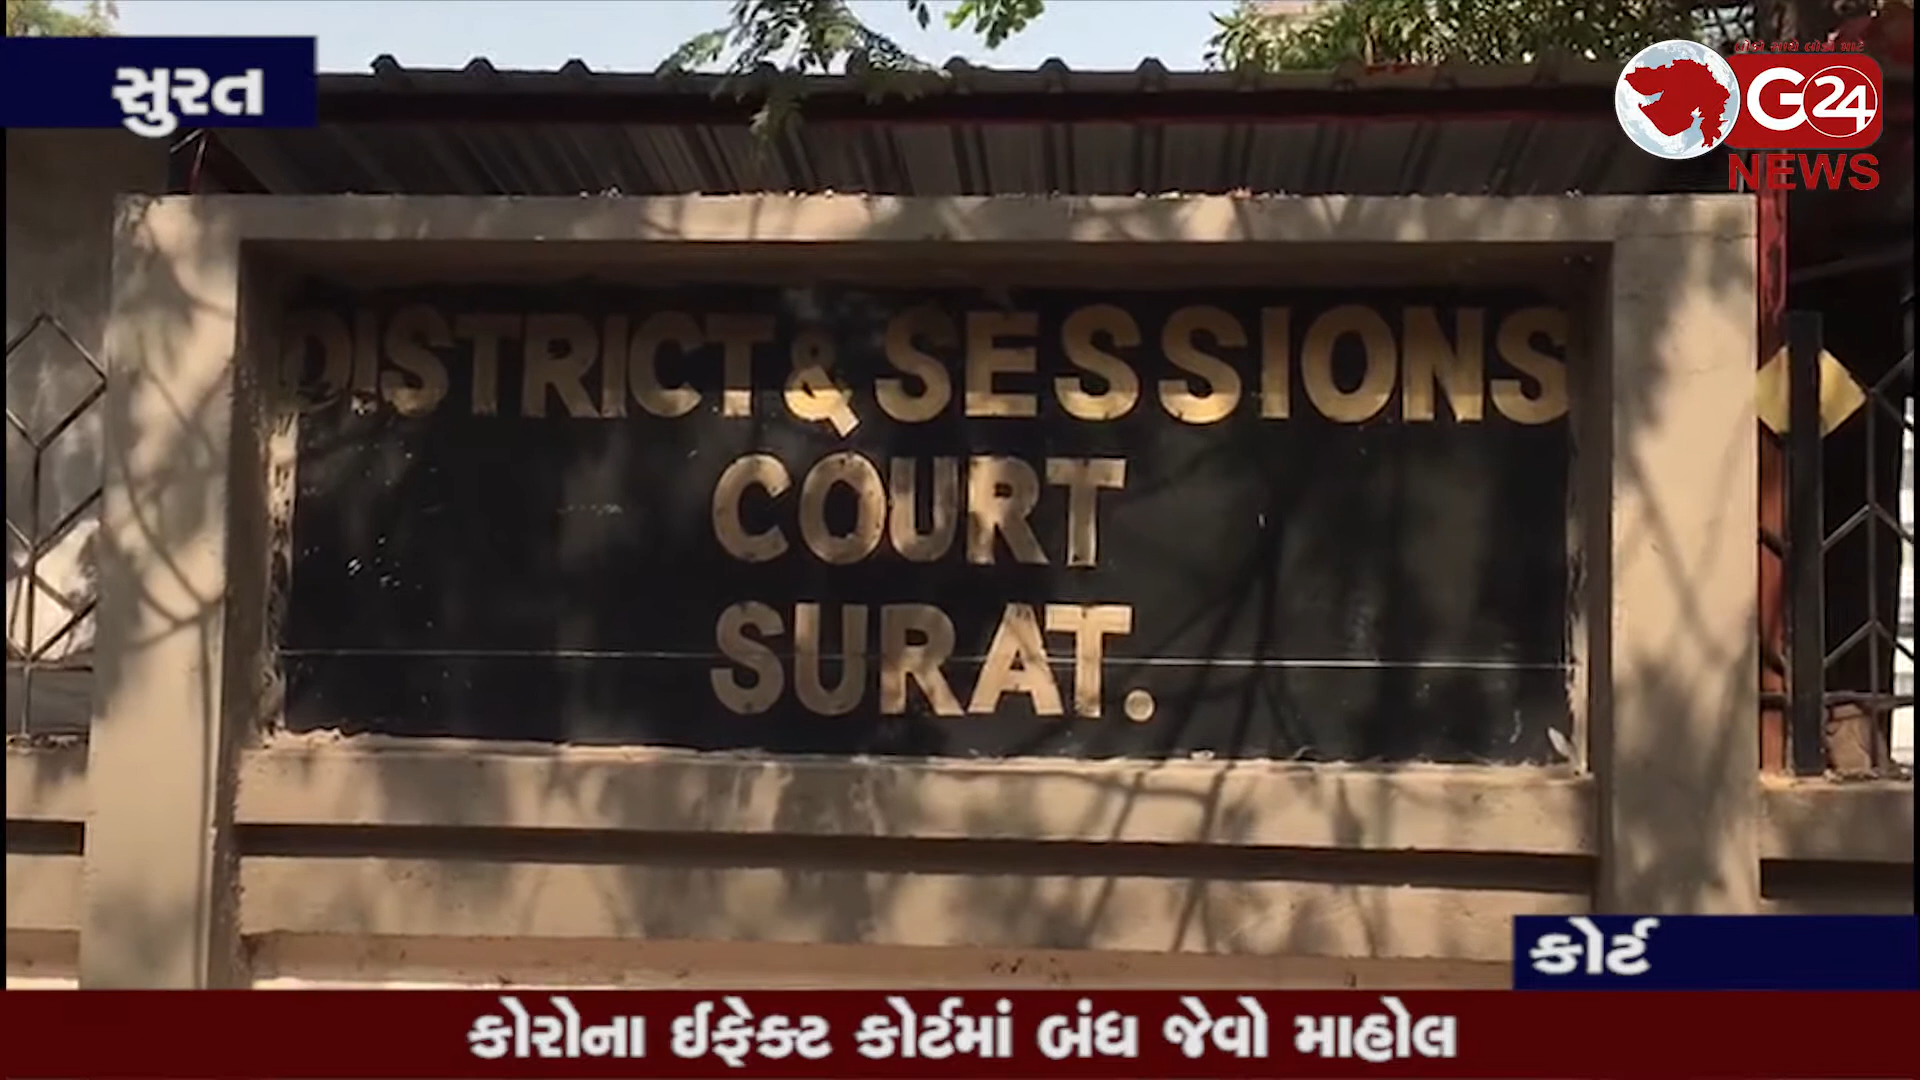 સુરત
લોકો સાથે લોકો માટે
G24
NEWS
DISTRICT & SESSIONS
COURT
SURAT.
કોર્ટ
કોરોના ઈફેક્ટ કોર્ટમાં બંધ જેવો માહોલ